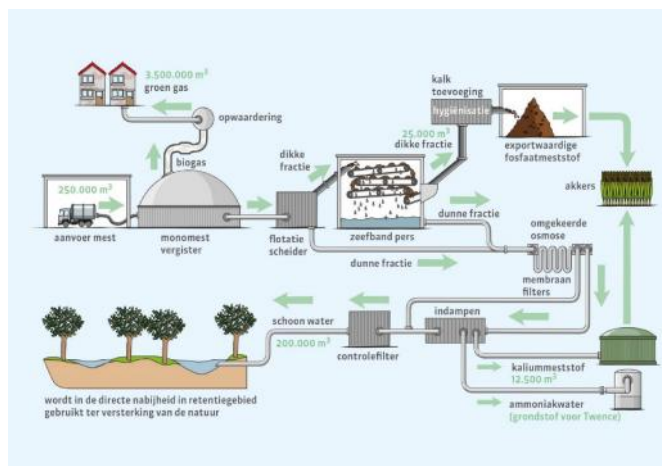 3.500.000 m³
groen gas
opwaardering
biogas
250.000 m³
aanvoer mest
monomest
vergister
dikke
fractie
flotatie
scheider
zeefband pers
kalk
toevoeging
hygiënisatie
25.000 m³
dikke fractie
exportwaardige
fosfaatmeststof
akkers
dunne fractie
dunne fractie
omgekeerde
osmose
membraan
filters
indampen
schoon water
200.000 m³
controlefilter
kaliummeststof
12.500 m³
ammoniakwater
(grondstof voor Twence)
wordt in de directe nabijheid in retentiegebied
gebruikt ter versterking van de natuur